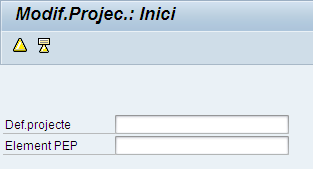 Modif.Projec.: Inici
Def.projecte
Element PEP